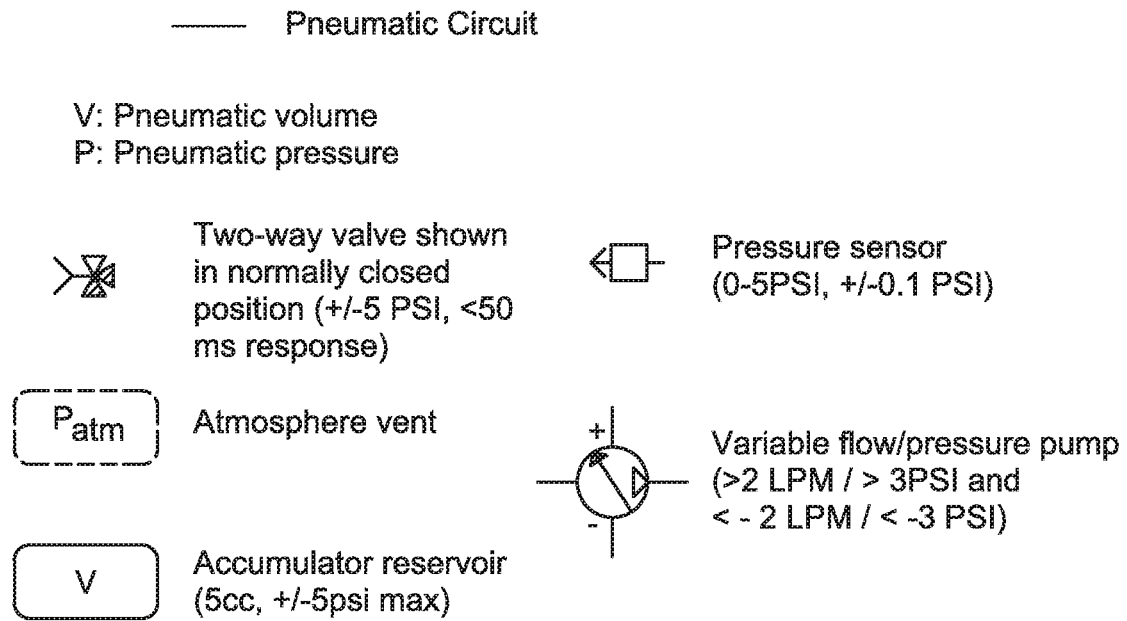 Pneumatic Circuit
V: Pneumatic volume
P: Pneumatic pressure
Two-way valve shown
in normally closed
position (+/-5 PSI, <50
ms response)
Pressure sensor
(0-5PSI, +/-0.1 PSI)
Patm
Atmosphere vent
+
-
Variable flow/pressure pump
(>2 LPM / > 3PSI and
< - 2 LPM / < -3 PSI)
V
Accumulator reservoir
(5cc, +/-5psi max)